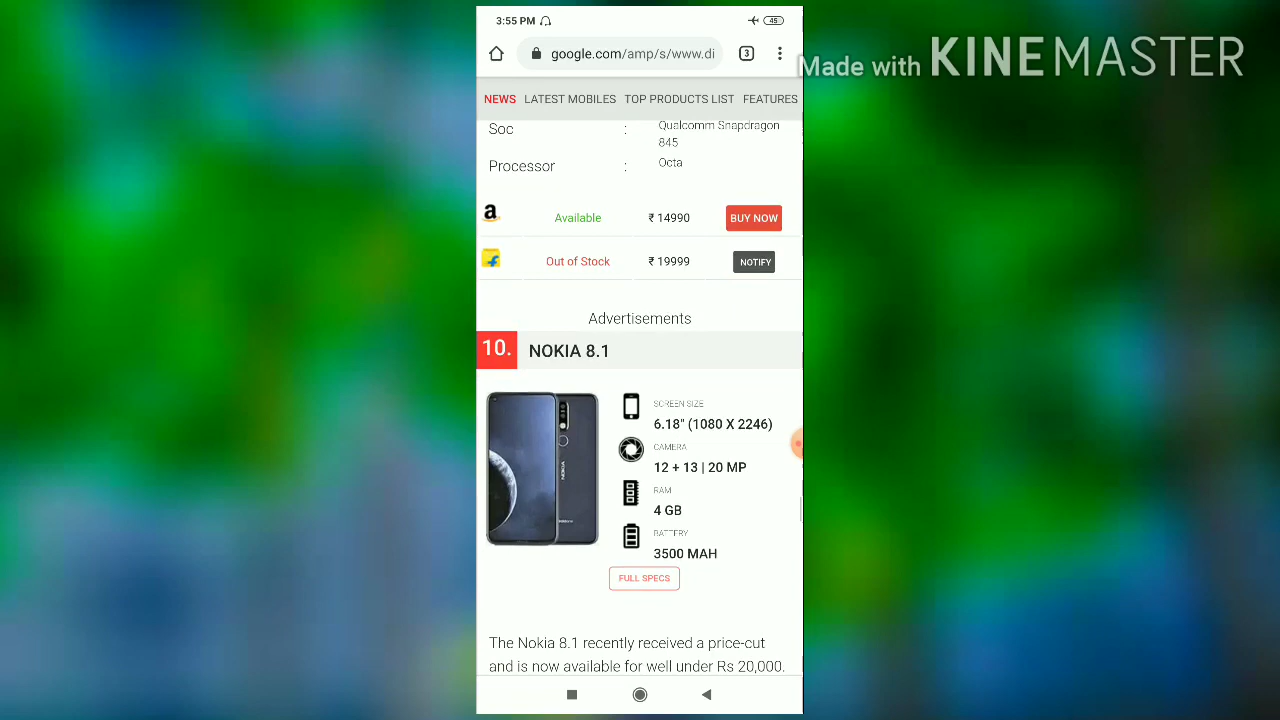 3:55 PM
45
Made with KINEMASTER
google.com/amp/s/www.di
3
NEWS LATEST MOBILES TOP PRODUCTS LIST FEATURES
Soc : Qualcomm Snapdragon
845
Processor : Octa
Available ₹ 14990 BUY NOW
Out of Stock ₹ 19999 NOTIFY
Advertisements
10. NOKIA 8.1
SCREEN SIZE
6.18" (1080 X 2246)
CAMERA
12 + 13 | 20 MP
RAM
4 GB
BATTERY
3500 MAH
NOKIA
FULL SPECS
The Nokia 8.1 recently received a price-cut
and is now available for well under Rs 20,000.